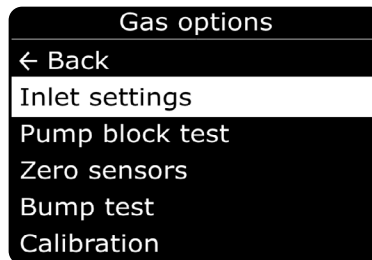 Gas options
← Back
Inlet settings
Pump block test
Zero sensors
Bump test
Calibration